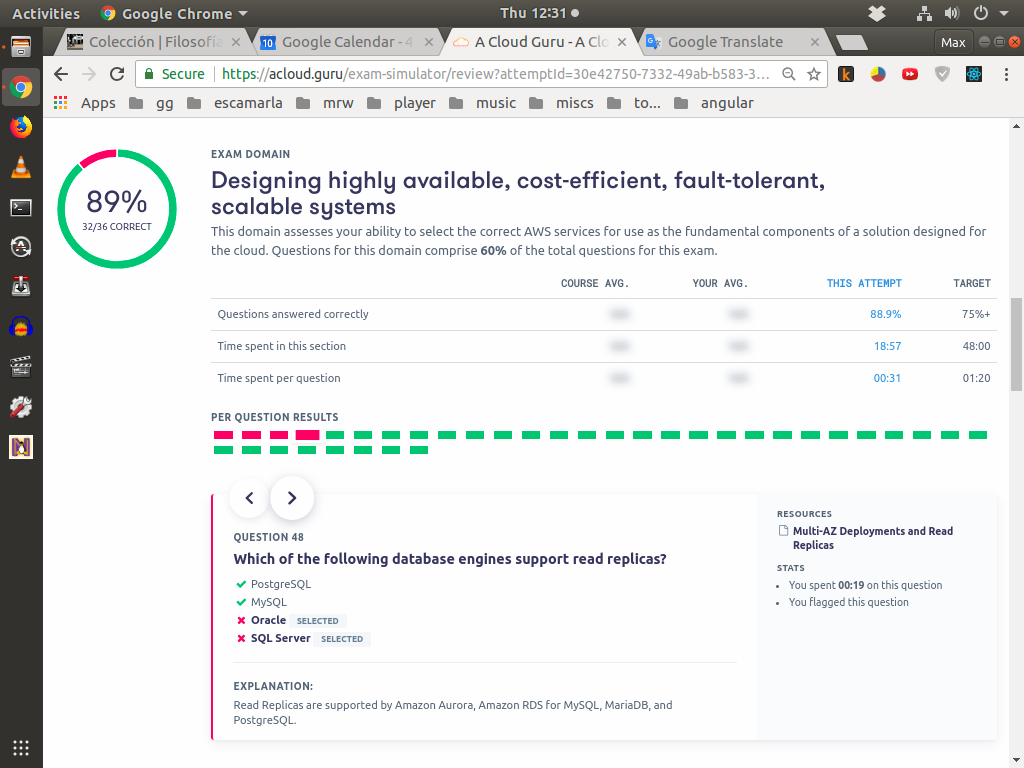 Activities
Google Chrome
Thu 12:31
Colección | Filosofía
Google Calendar - 4
A Cloud Guru - A Clo
Google Translate
Max
Secure
https://acloud.guru/exam-simulator/review?attemptId=30e42750-7332-49ab-b583-3...
Apps
gg
escamarla
mrw
player
music
miscs
to...
angular
89%
32/36 CORRECT
EXAM DOMAIN
Designing highly available, cost-efficient, fault-tolerant,
scalable systems
This domain assesses your ability to select the correct AWS services for use as the fundamental components of a solution designed for
the cloud. Questions for this domain comprise 60% of the total questions for this exam.
COURSE AVG. YOUR AVG. THIS ATTEMPT TARGET
Questions answered correctly 88.9% 75%+
Time spent in this section 18:57 48:00
Time spent per question 00:31 01:20
PER QUESTION RESULTS
QUESTION 48
Which of the following database engines support read replicas?
PostgreSQL
MySQL
Oracle SELECTED
SQL Server SELECTED
EXPLANATION:
Read Replicas are supported by Amazon Aurora, Amazon RDS for MySQL, MariaDB, and
PostgreSQL.
RESOURCES
Multi-AZ Deployments and Read
Replicas
STATS
You spent 00:19 on this question
You flagged this question